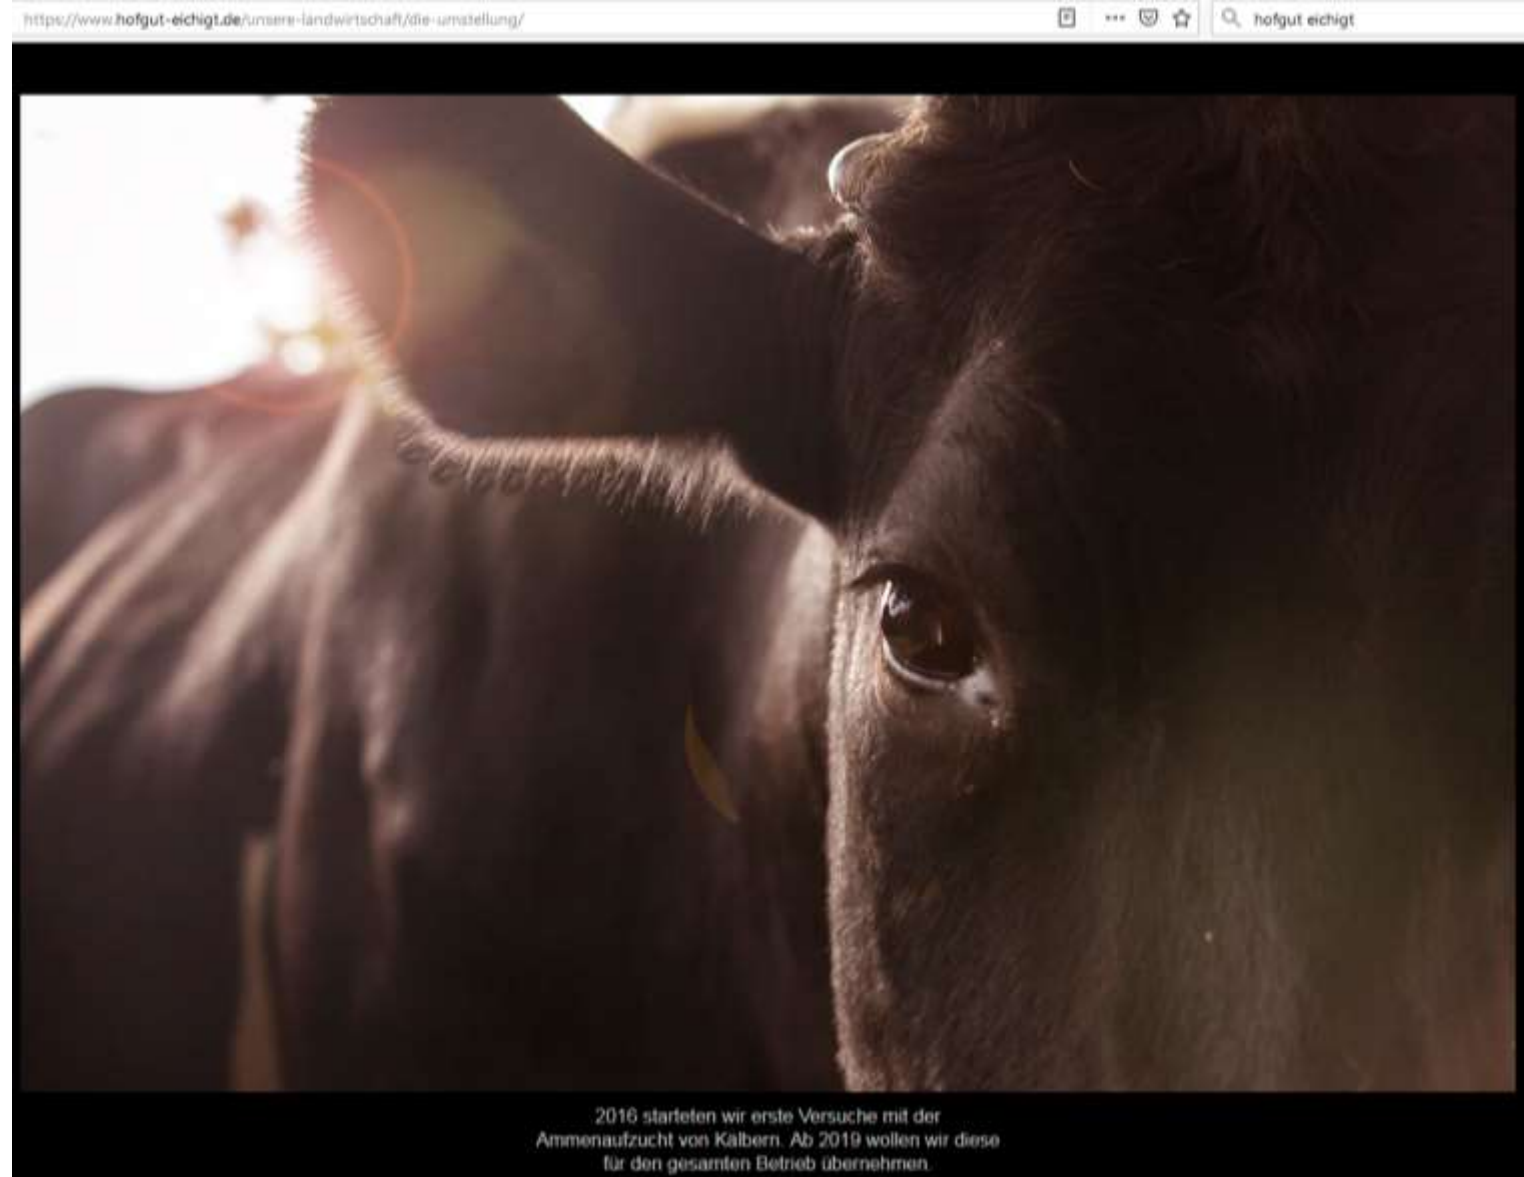 https://www.hofgut-eichigt.de/unsere-landwirtschaft/die-umstellung/
hofgut eichigt
2016 starteten wir erste Versuche mit der
Ammenaufzucht von Kälbern. Ab 2019 wollen wir diese
für den gesamten Betrieb übernehmen.